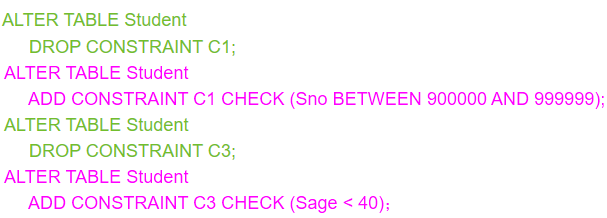 ALTER TABLE Student
DROP CONSTRAINT C1;
ALTER TABLE Student
ADD CONSTRAINT C1 CHECK (Sno BETWEEN 900000 AND 999999);
ALTER TABLE Student
DROP CONSTRAINT C3;
ALTER TABLE Student
ADD CONSTRAINT C3 CHECK (Sage < 40)；